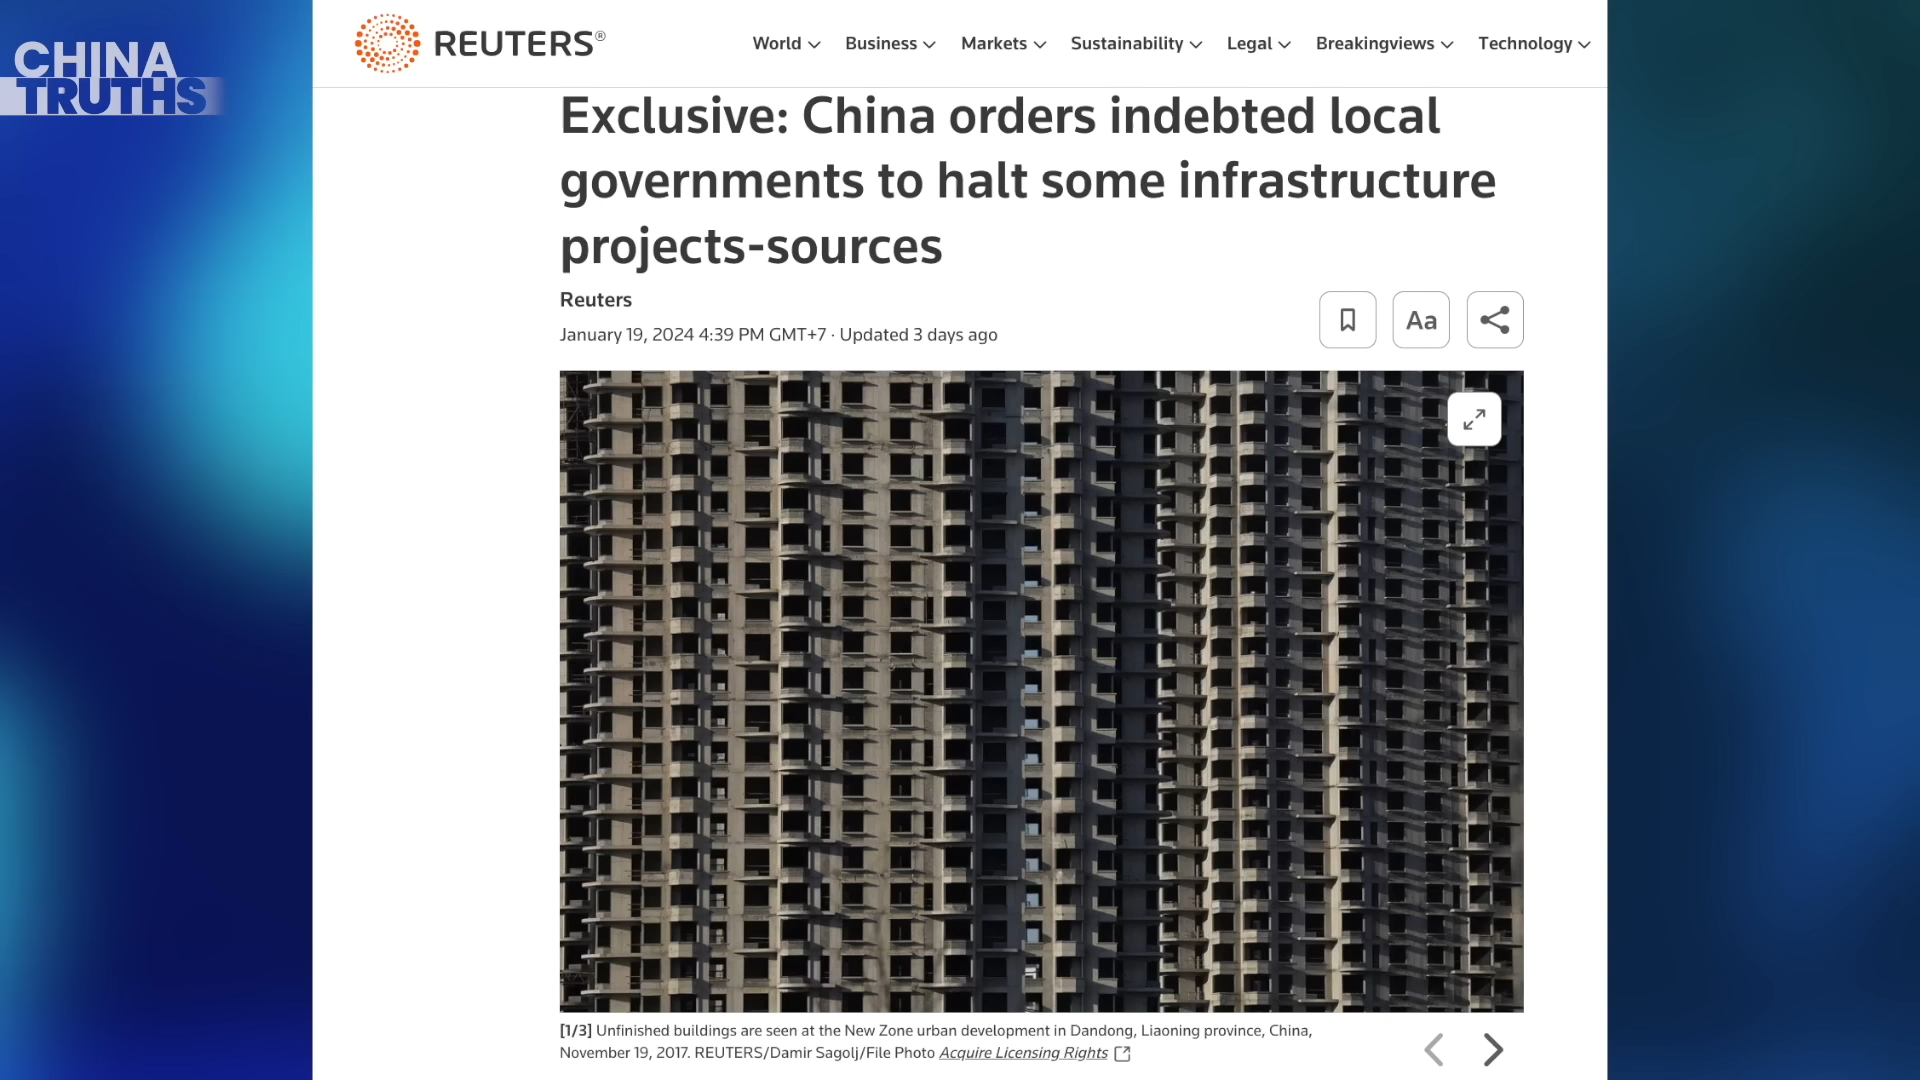 CHINA
TRUTHS
REUTERS®
World Business Markets Sustainability Legal Breakingviews Technology
Exclusive: China orders indebted local
governments to halt some infrastructure
projects-sources
Reuters
January 19, 2024 4:39 PM GMT+7 · Updated 3 days ago
Aa
[1/3] Unfinished buildings are seen at the New Zone urban development in Dandong, Liaoning province, China,
November 19, 2017. REUTERS/Damir Sagolj/File Photo Acquire Licensing Rights